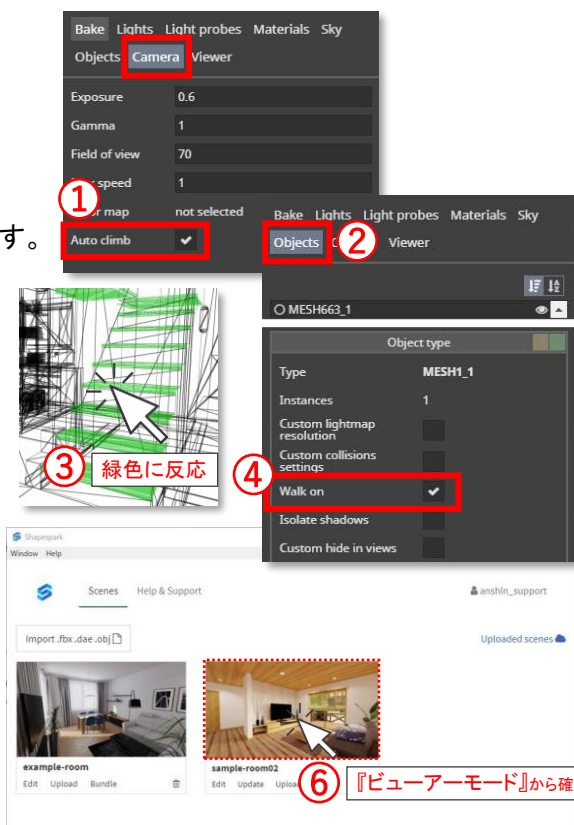 Bake Lights Light probes Materials Sky
Objects Camera Viewer
Exposure 0.6
Gamma 1
Field of view 70
speed 1
map not selected
Auto climb
①
す。
Bake Lights Light probes Materials Sky
Objects Viewer
②
MESH663_1
Object type
Type MESH1_1
Instances 1
Custom lightmap
resolution
Custom collisions
settings
Walk on
Isolate shadows
Custom hide in views
③ 緑色に反応
④
Shapespark
Window Help
Scenes Help & Support anshin_support
Import .fbx .dae .obj Uploaded scenes
example-room
Edit Upload Bundle
sample-room02
Edit Update Uploa
⑥ 『ビューアーモード』から確